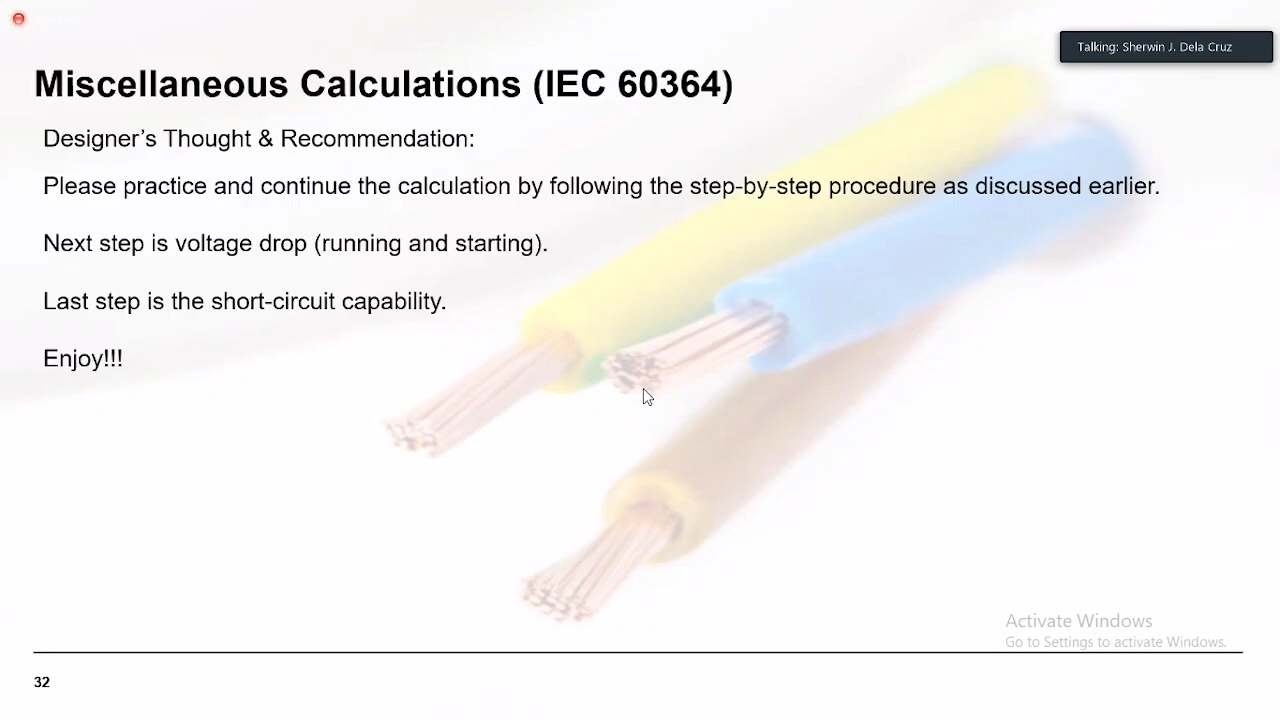 Talking: Sherwin J. Dela Cruz
Miscellaneous Calculations (IEC 60364)
Designer’s Thought & Recommendation:
Please practice and continue the calculation by following the step-by-step procedure as discussed earlier.
Next step is voltage drop (running and starting).
Last step is the short-circuit capability.
Enjoy!!!
Activate Windows
Go to Settings to activate Windows.
32